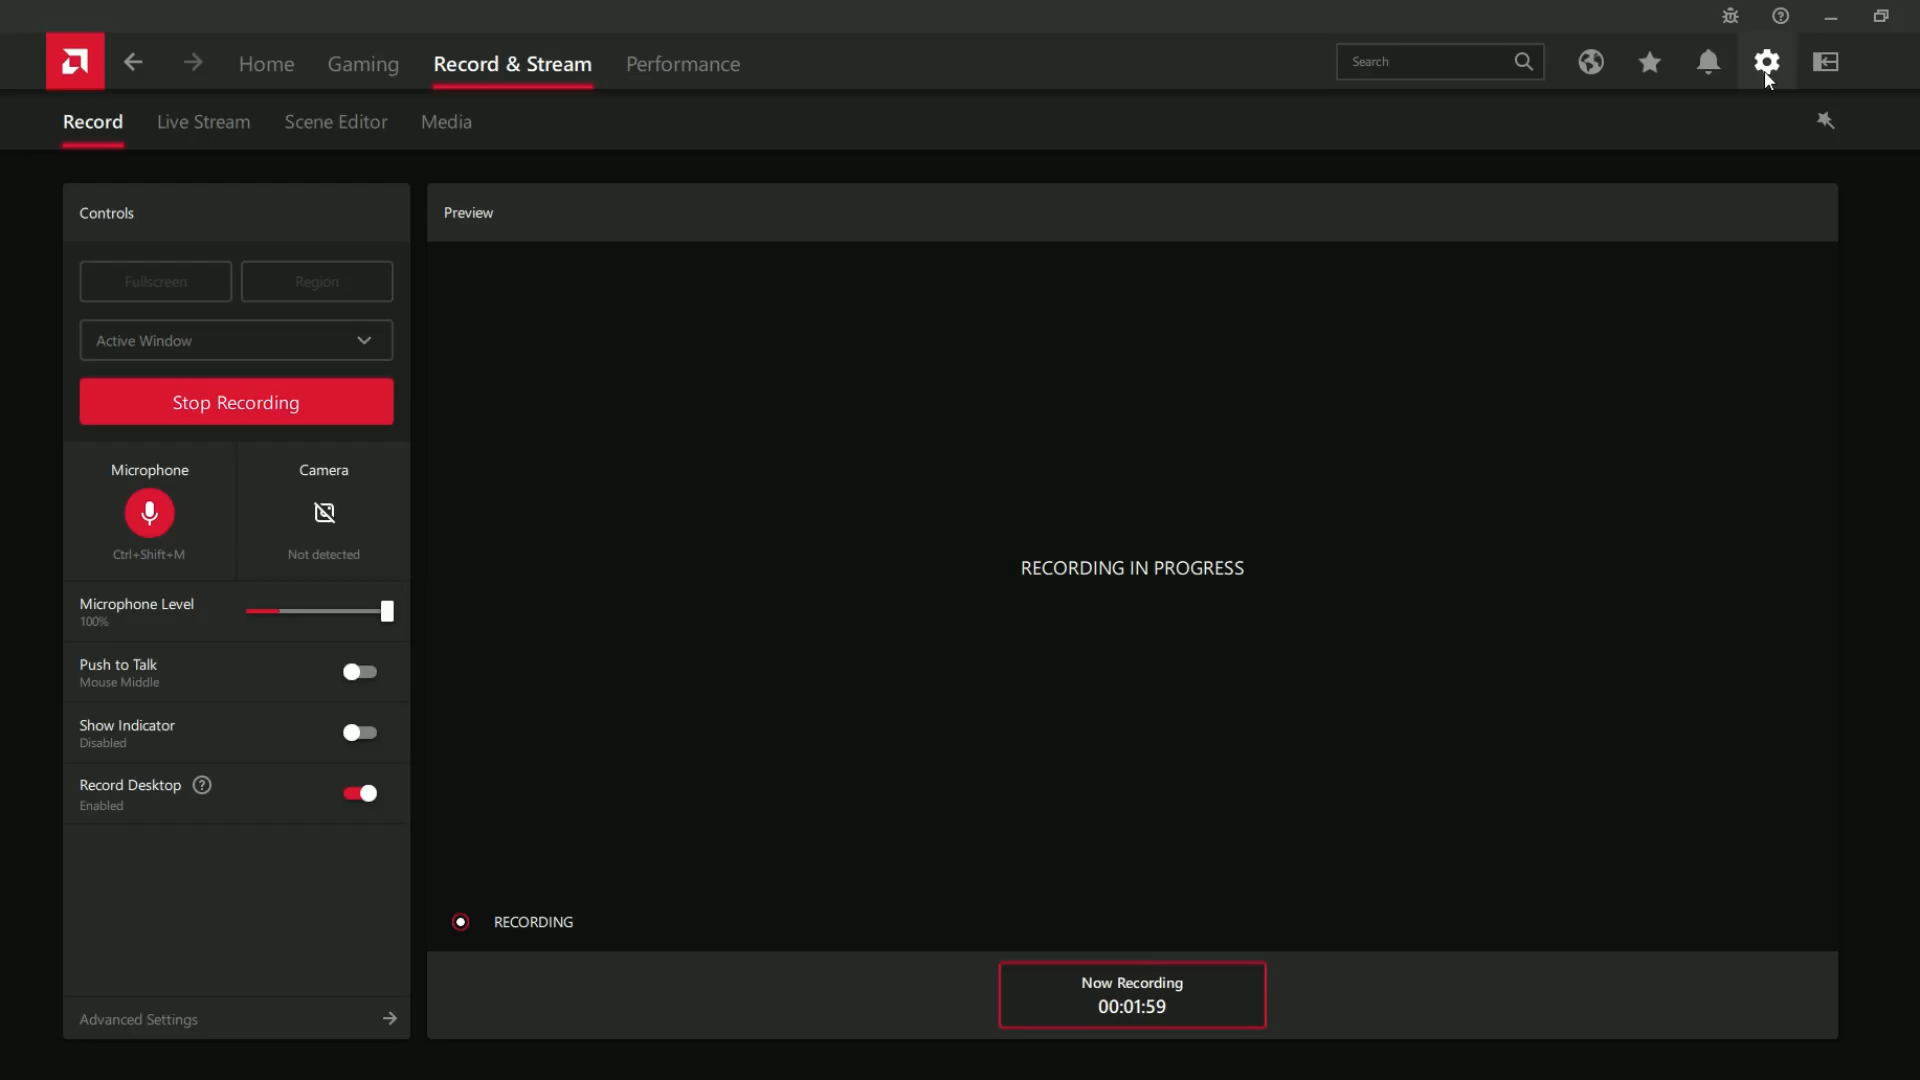 Home
Gaming
Record & Stream
Performance
Search
Record
Live Stream
Scene Editor
Media
Controls
Preview
Fullscreen
Region
Active Window
Stop Recording
Microphone
Camera
Ctrl+Shift+M
Not detected
RECORDING IN PROGRESS
Microphone Level
100%
Push to Talk
Mouse Middle
Show Indicator
Disabled
Record Desktop
Enabled
RECORDING
Now Recording
00:01:59
Advanced Settings